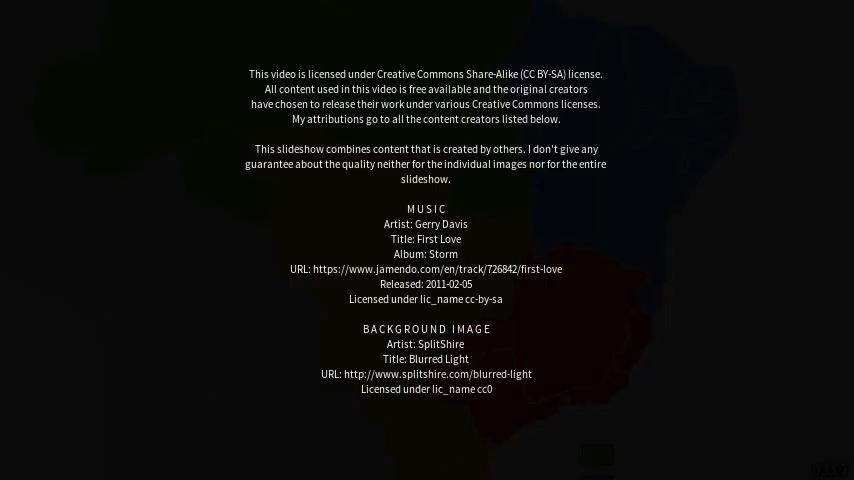 This video is licensed under Creative Commons Share-Alike (CC BY-SA) license.
All content used in this video is free available and the original creators
have chosen to release their work under various Creative Commons licenses.
My attributions go to all the content creators listed below.
This slideshow combines content that is created by others. I don't give any
guarantee about the quality neither for the individual images nor for the entire
slideshow.
MUSIC
Artist: Gerry Davis
Title: First Love
Album: Storm
URL: https://www.jamendo.com/en/track/726842/first-love
Released: 2011-02-05
Licensed under lic_name cc-by-sa
BACKGROUND IMAGE
Artist: SplitShire
Title: Blurred Light
URL: http://www.splitshire.com/blurred-light
Licensed under lic_name cc0